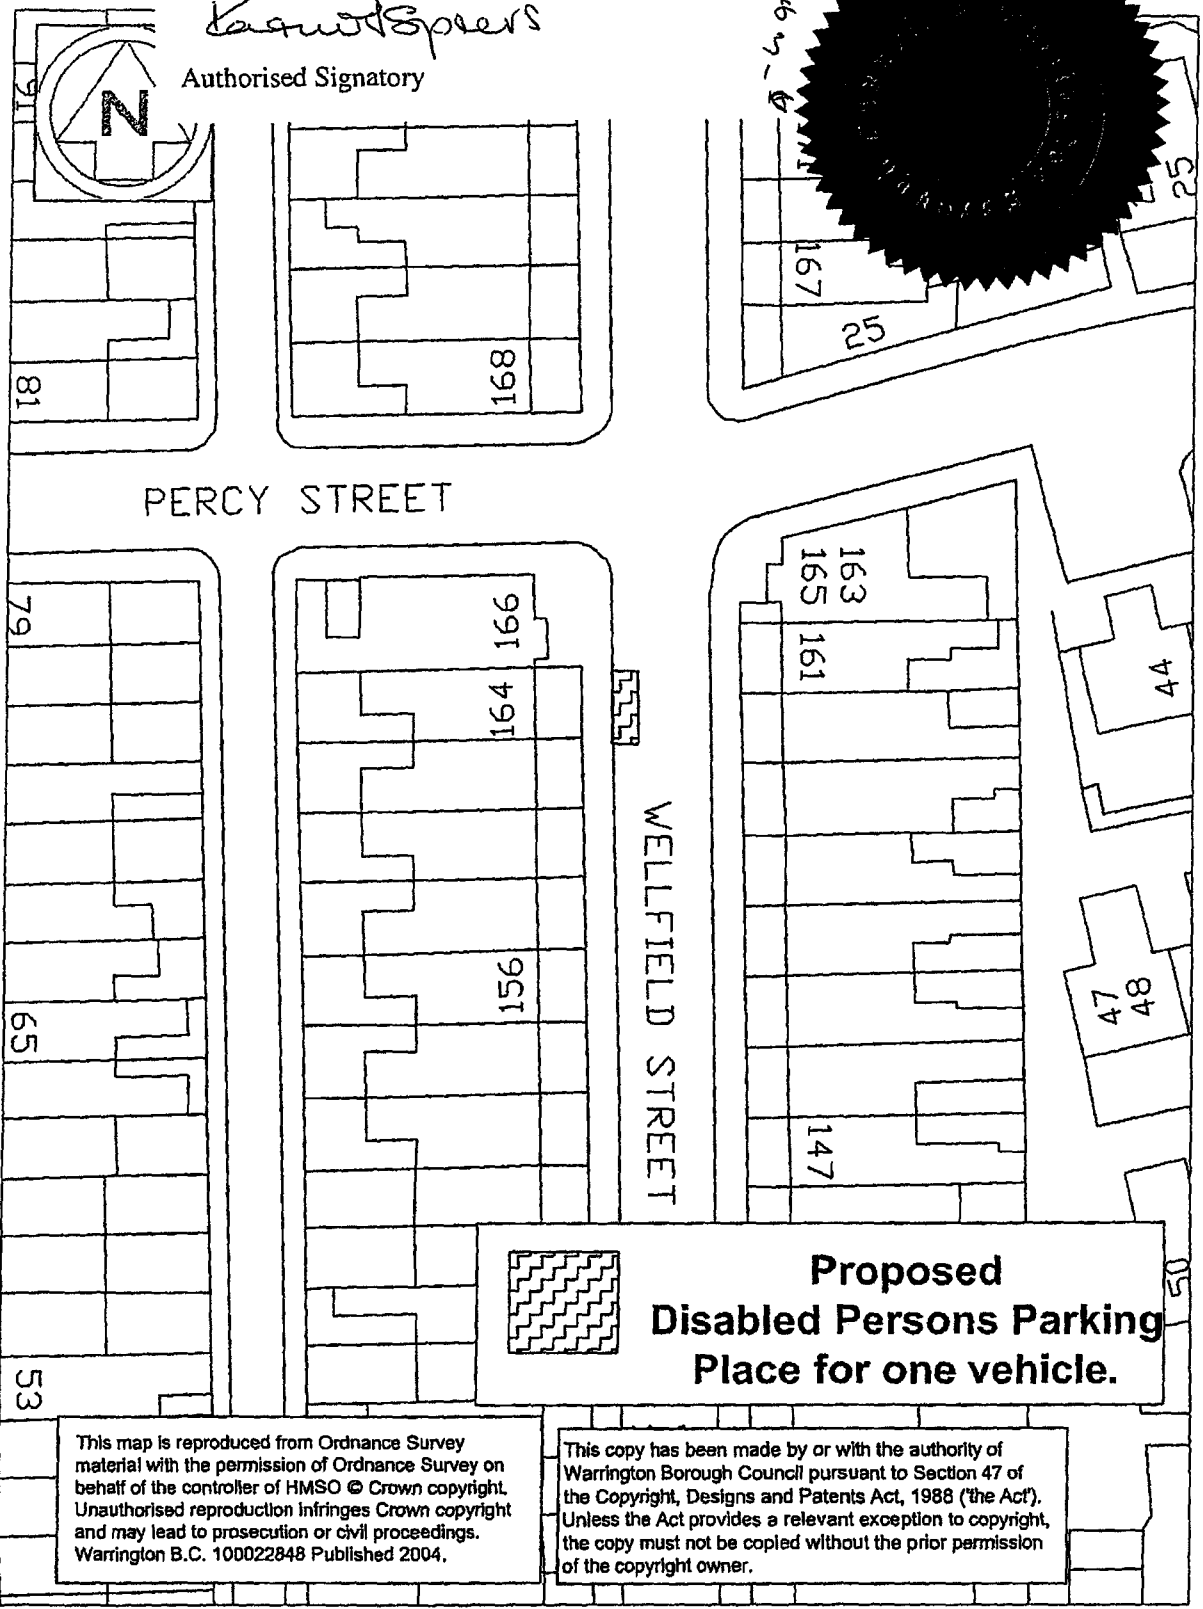 Authorised Signatory
N
91
81
168
167
25
25
PERCY STREET
79
166
164
163
165
161
44
WELLFIELD STREET
156
65
47
48
147
50
53
Proposed
Disabled Persons Parking
Place for one vehicle.
This map is reproduced from Ordnance Survey
material with the permission of Ordnance Survey on
behalf of the controller of HMSO © Crown copyright.
Unauthorised reproduction infringes Crown copyright
and may lead to prosecution or civil proceedings.
Warrington B.C. 100022848 Published 2004.
This copy has been made by or with the authority of
Warrington Borough Council pursuant to Section 47 of
the Copyright, Designs and Patents Act, 1988 ('the Act').
Unless the Act provides a relevant exception to copyright,
the copy must not be copied without the prior permission
of the copyright owner.